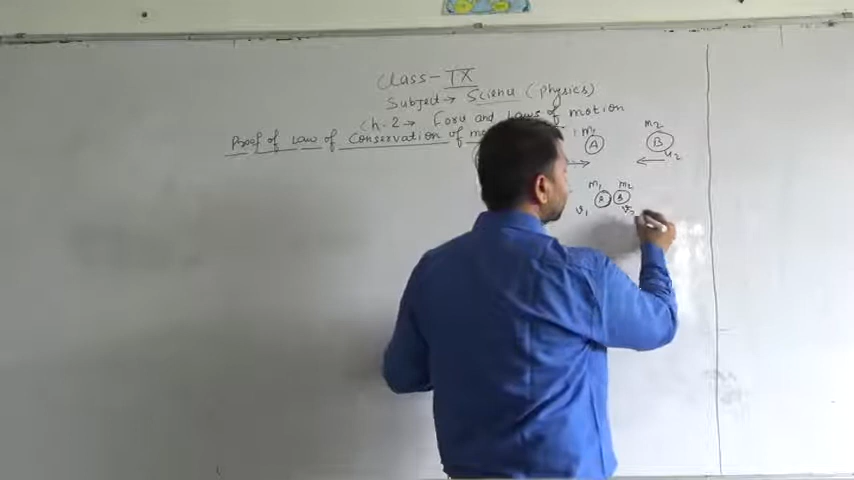 Class - IX
Subject → Science (Physics)
Ch-2 → Force and Laws of motion
Proof of Law of Conservation of
m₁ m₂
A B
u₂
m₁ m₂
A B
v₁ v₂